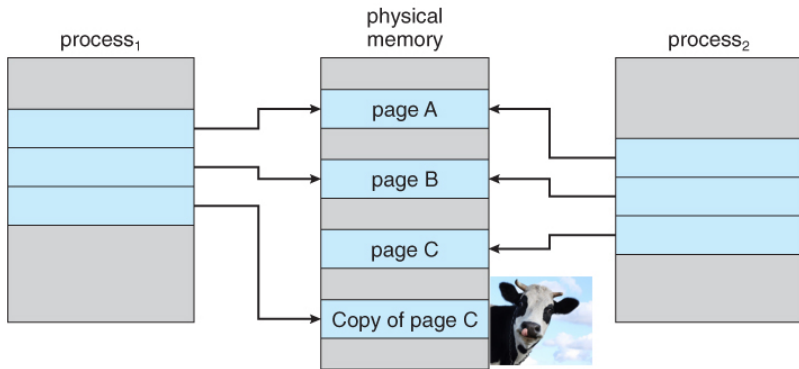 process₁
physical
memory
process₂
page A
page B
page C
Copy of page C